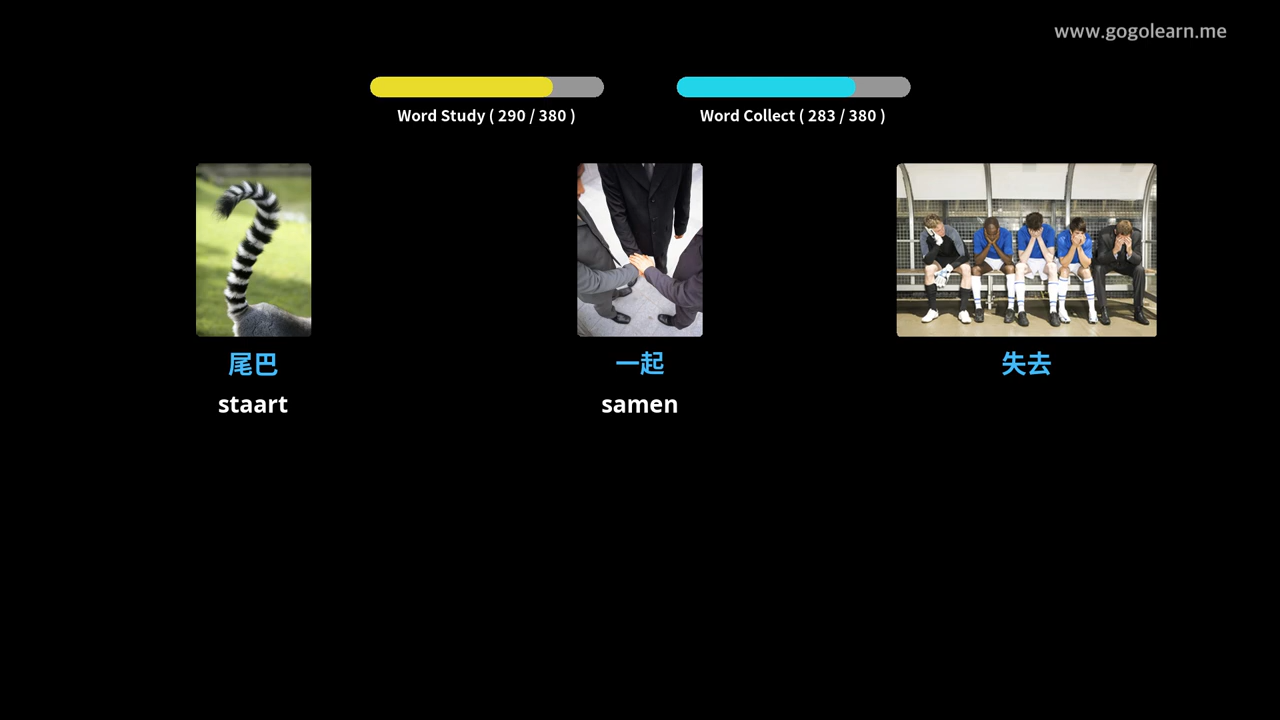 www.gogolearn.me
Word Study ( 290 / 380 )
Word Collect ( 283 / 380 )
尾巴
一起
失去
staart
samen